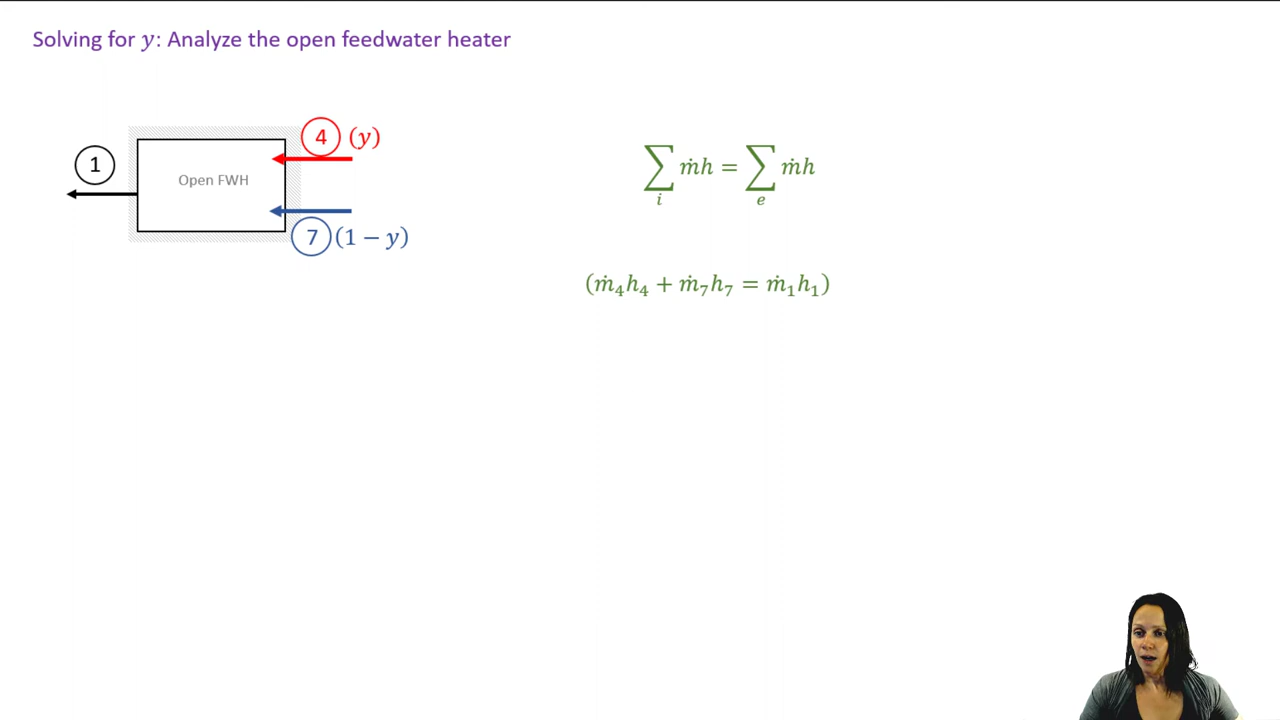 Solving for y: Analyze the open feedwater heater
4 (y)
1
Open FWH
7 (1 − y)
∑ᵢ ṁh = ∑ₑ ṁh
(ṁ₄h₄ + ṁ₇h₇ = ṁ₁h₁)